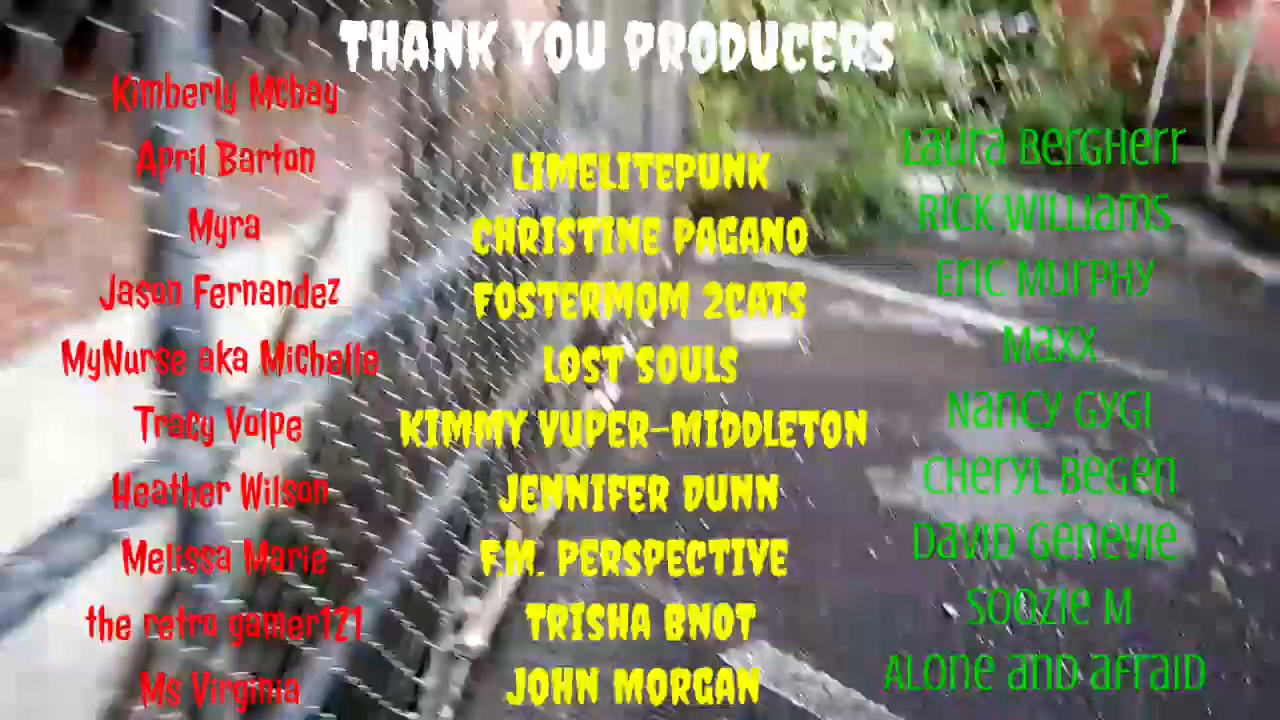 THANK YOU PRODUCERS
Kimberly Mcbay
April Barton
Myra
Jason Fernandez
MyNurse aka Michelle
Tracy Volpe
Heather Wilson
Melissa Marie
the retro gamer121
Ms Virginia
LIMELITEPUNK
CHRISTINE PAGANO
FOSTERMOM 2CATS
LOST SOULS
KIMMY VUPER-MIDDLETON
JENNIFER DUNN
F.M. PERSPECTIVE
TRISHA BNOT
JOHN MORGAN
Laura Bergherr
Rick Williams
Eric Murphy
Maxx
Nancy Gygi
Cheryl Begen
David Genevie
Soozie M
Alone and afraid